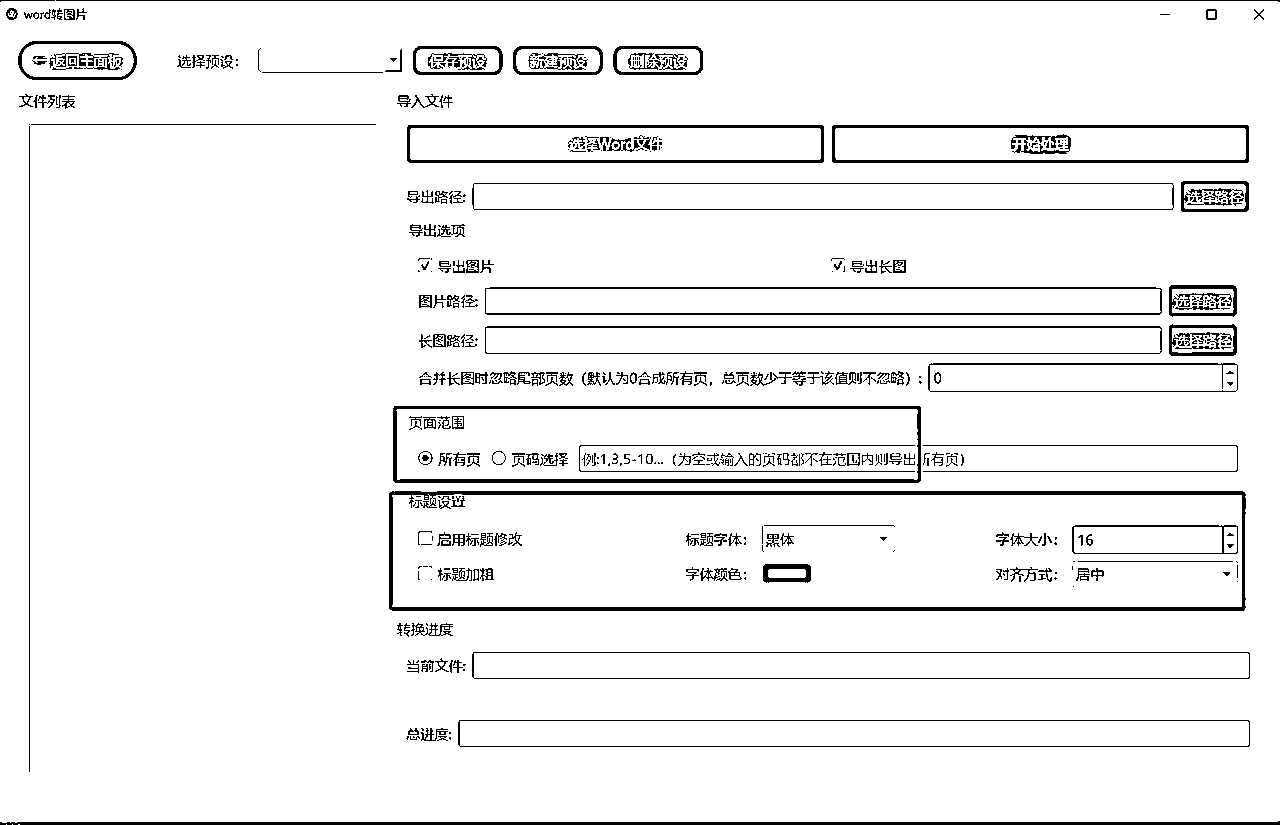 word转图片
返回主面板 选择预设: 保存预设 新建预设 删除预设
文件列表
导入文件
选择Word文件 开始处理
导出路径: 选择路径
导出选项
导出图片 导出长图
图片路径: 选择路径
长图路径: 选择路径
合并长图时忽略尾部页数（默认为0合成所有页，总页数少于等于该值则不忽略）: 0
页面范围
所有页 页码选择 例:1,3,5-10...（为空或输入的页码都不在范围内则导出所有页）
标题设置
启用标题修改 标题字体: 黑体 字体大小: 16
标题加粗 字体颜色: 对齐方式: 居中
转换进度
当前文件:
总进度: